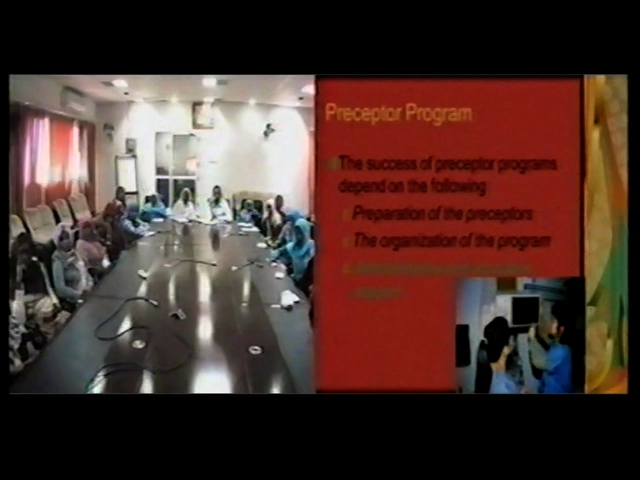 Preceptor Program
The success of preceptor programs
depend on the following
Preparation of the preceptors
The organization of the program